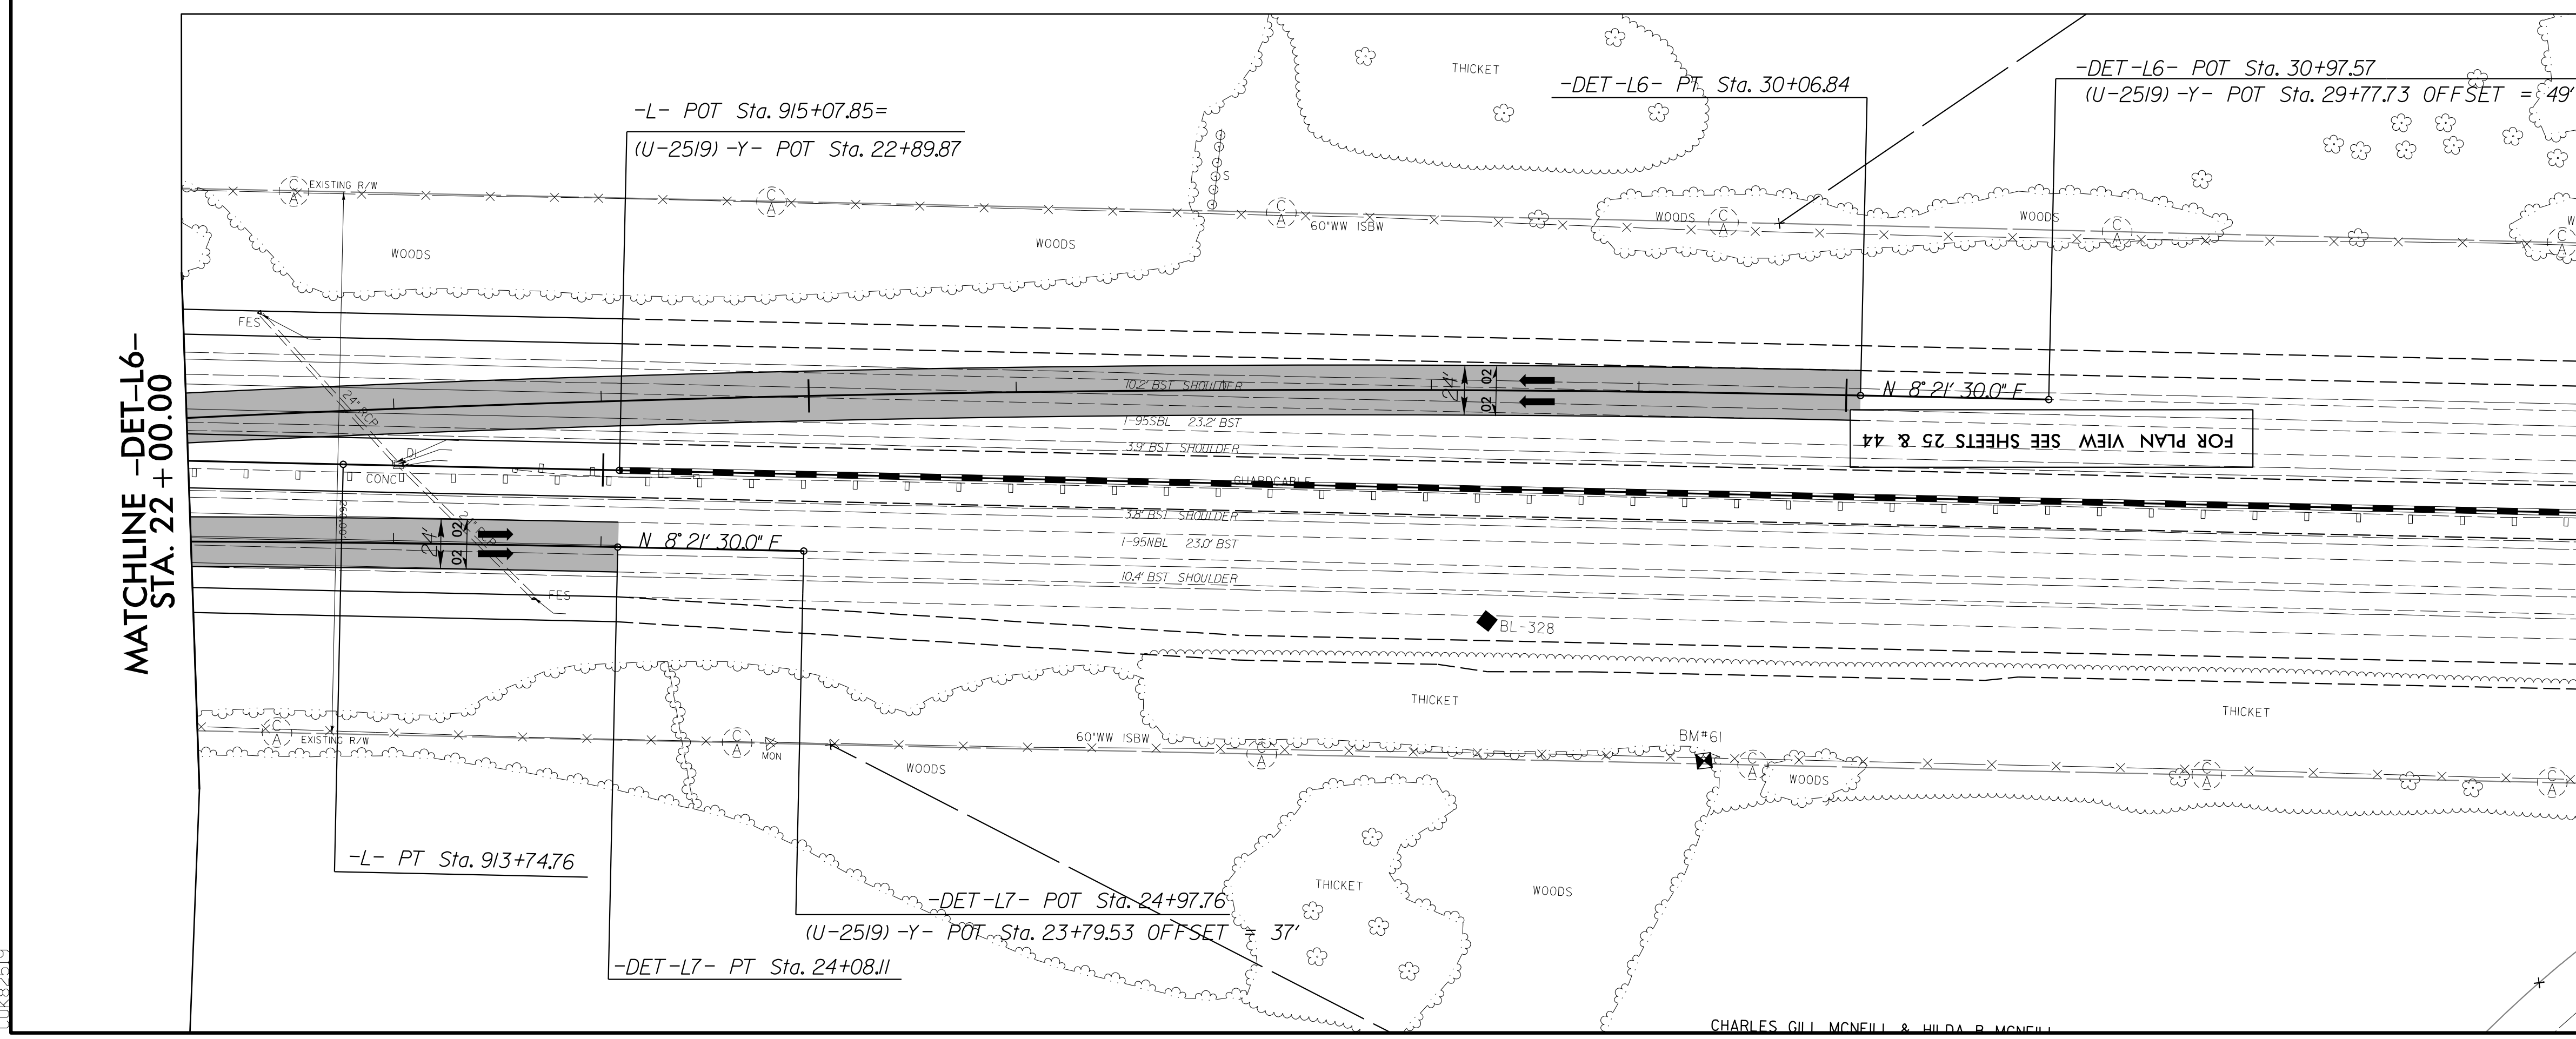 -L- POT Sta. 915+07.85=
(U-2519) -Y- POT Sta. 22+89.87
THICKET
-DET-L6- PT Sta. 30+06.84
-DET-L6- POT Sta. 30+97.57
(U-2519) -Y- POT Sta. 29+77.73 OFFSET = 49'
C
A
EXISTING R/W
C
A
S
C
A
60"WW ISBW
WOODS
C
A
WOODS
C
A
C
A
WOODS
WOODS
FES
24" RCP
10.2' BST SHOULDER
24'
02
02
N 8° 21' 30.0" E
I-95SBL 23.2' BST
3.9' BST SHOULDER
FOR PLAN VIEW SEE SHEETS 25 & 44
MATCHLINE -DET-L6-
STA. 22 + 00.00
DI
CONC
GUARDCABLE
260.00'
24'
02
02
N 8° 21' 30.0" E
3.8' BST SHOULDER
I-95NBL 23.0' BST
10.4' BST SHOULDER
FES
BL-328
THICKET
THICKET
C
A
EXISTING R/W
C
A
MON
60"WW ISBW
C
A
BM#61
C
A
C
A
C
A
WOODS
WOODS
-L- PT Sta. 913+74.76
THICKET
WOODS
-DET-L7- POT Sta. 24+97.76
(U-2519) -Y- POT Sta. 23+79.53 OFFSET = 37'
-DET-L7- PT Sta. 24+08.11
CHARLES GILL MCNEILL & HILDA B MCNEILL